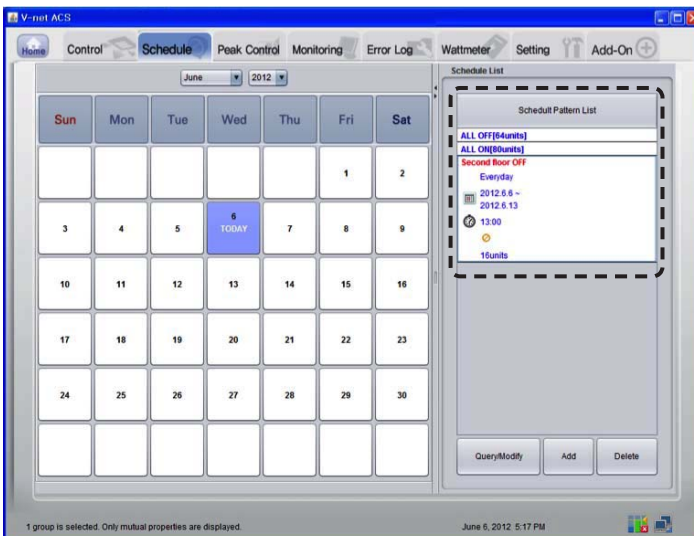 V-net ACS
Home Control Schedule Peak Control Monitoring Error Log Wattmeter Setting Add-On
June 2012
Sun Mon Tue Wed Thu Fri Sat
1 2
3 4 5 6 7 8 9
TODAY
10 11 12 13 14 15 16
17 18 19 20 21 22 23
24 25 26 27 28 29 30
Schedule List
Schedult Pattern List
ALL OFF[64units]
ALL ON[80units]
Second floor OFF
Everyday
2012.6.6 ~
2012.6.13
13:00
16units
Query/Modify Add Delete
1 group is selected. Only mutual properties are displayed.
June 6, 2012 5:17 PM